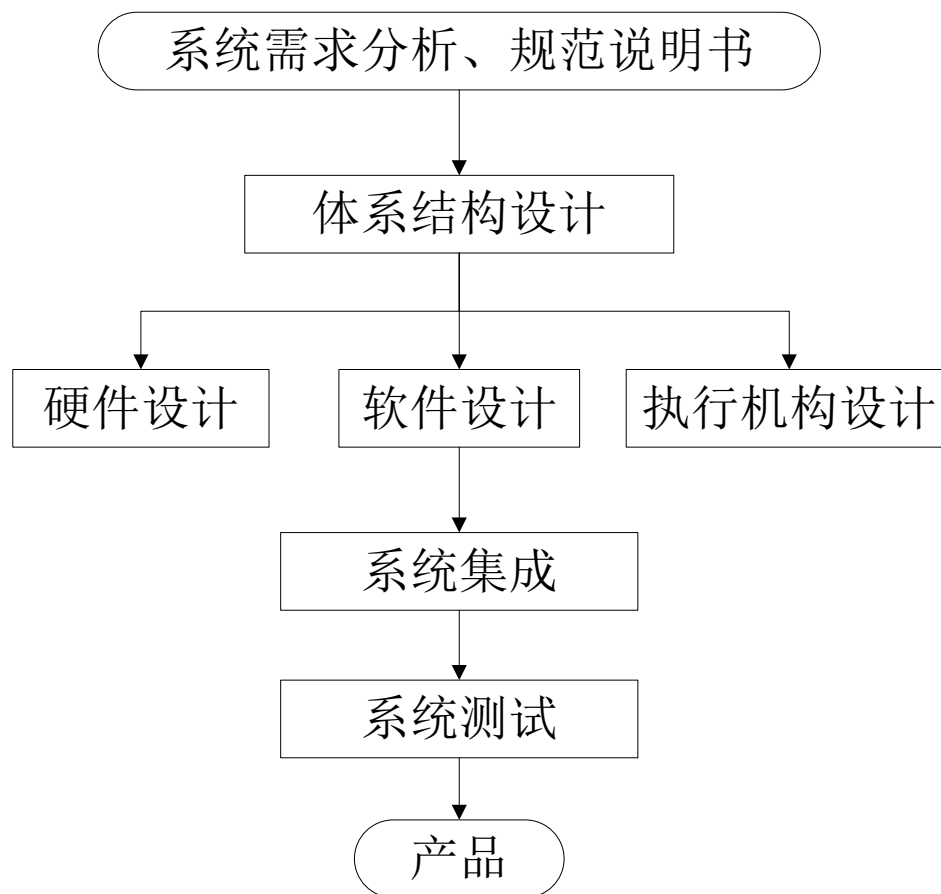 系统需求分析、规范说明书
体系结构设计
硬件设计
软件设计
执行机构设计
系统集成
系统测试
产品